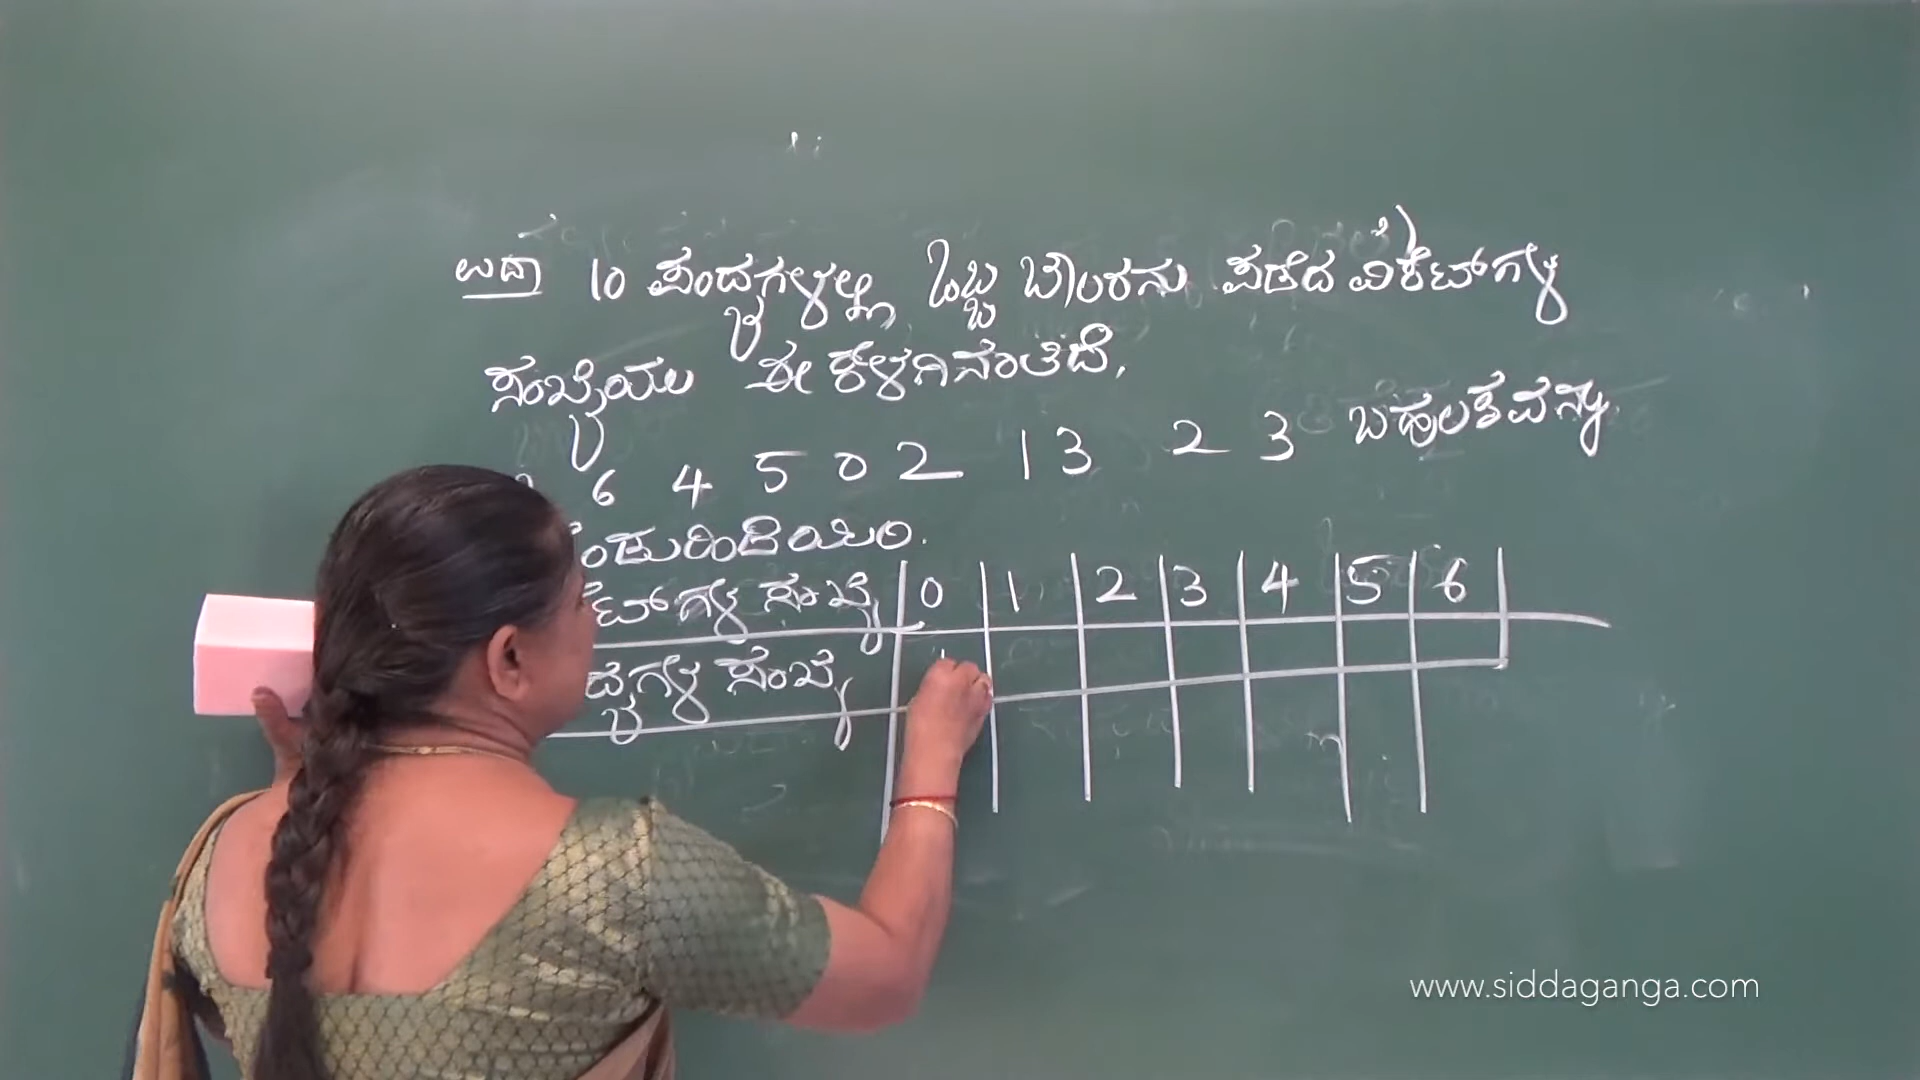 ಉದಾ 10 ಪಂದ್ಯಗಳಲ್ಲಿ ಒಬ್ಬ ಬೌಲರನು ಪಡೆದ ವಿಕೆಟ್‌ಗಳ
ಸಂಖ್ಯೆಯು ಈ ಕೆಳಗಿನಂತಿದೆ.
6 4 5 0 2 1 3 2 3 ಬಹುಲಕವನ್ನು
ಕಂಡುಹಿಡಿಯಿರಿ.
ಗಳ ಸಂಖ್ಯೆ 0 1 2 3 4 5 6
ಸಂಖ್ಯೆ
www.siddaganga.com